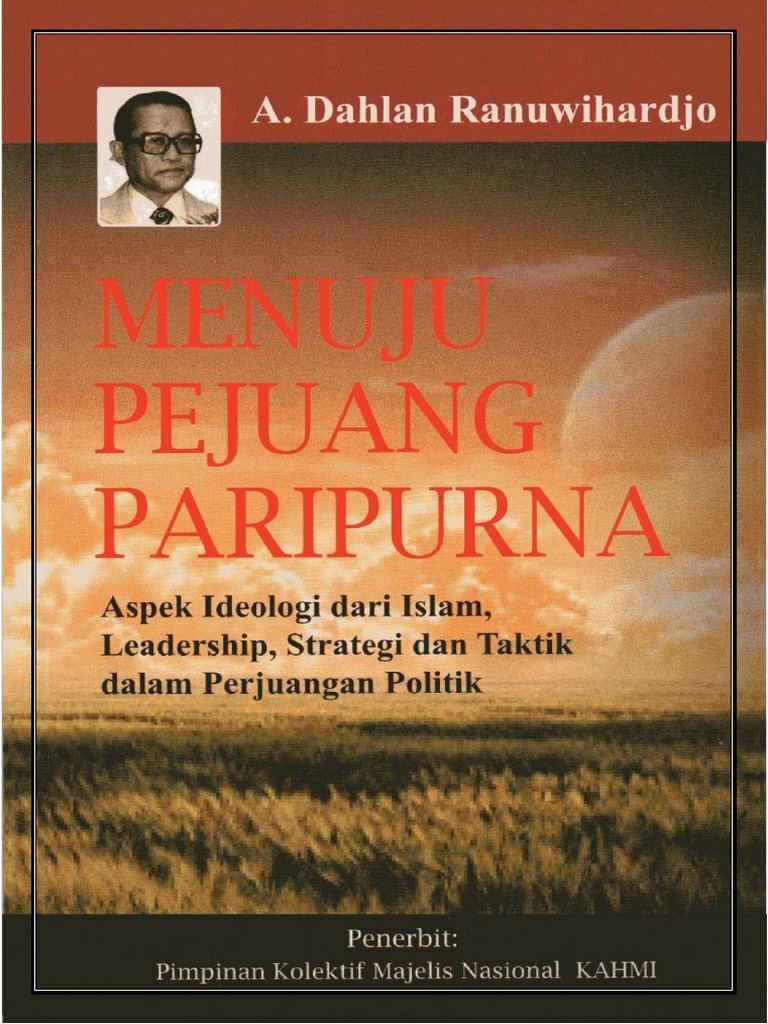 A. Dahlan Ranuwihardjo
MENUJU
PEJUANG
PARIPURNA
Aspek Ideologi dari Islam,
Leadership, Strategi dan Taktik
dalam Perjuangan Politik
Penerbit:
Pimpinan Kolektif Majelis Nasional KAHMI